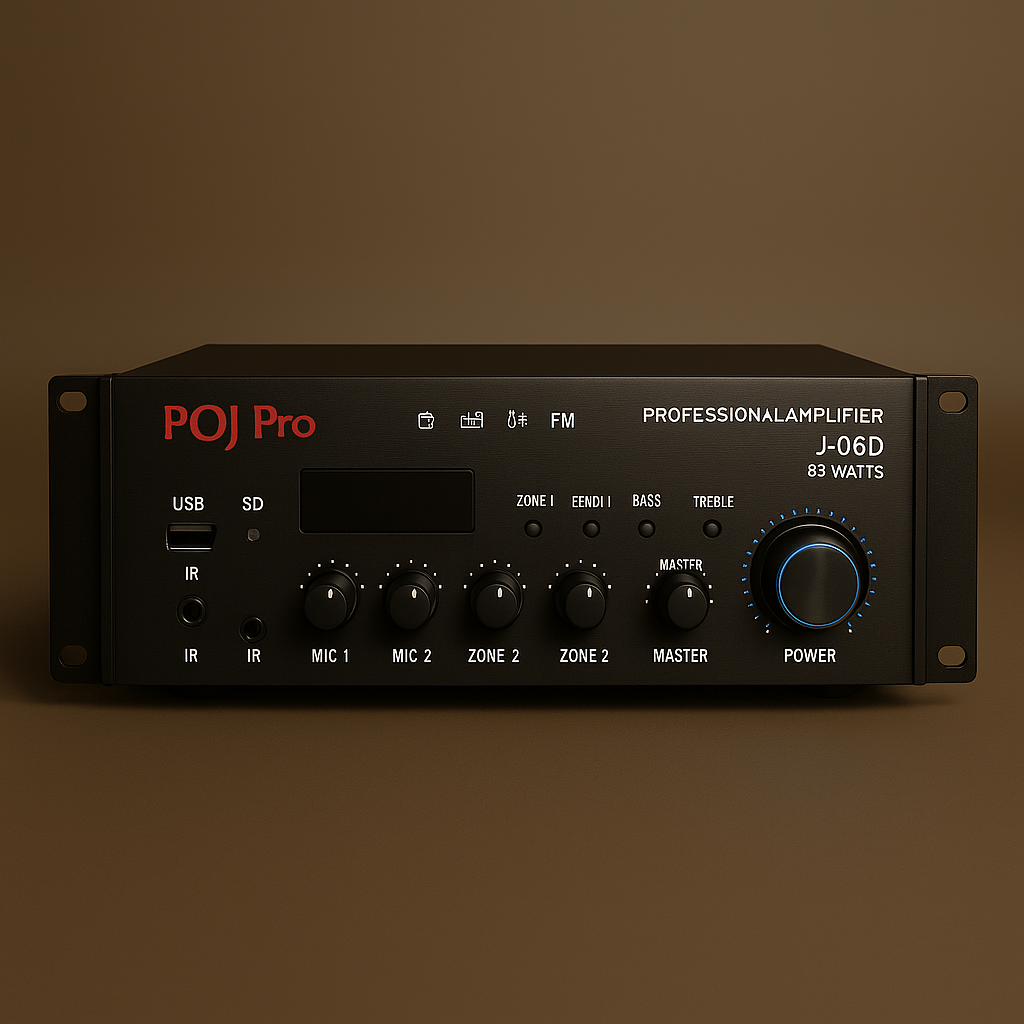 POJ Pro
FM
PROFESSIONALAMPLIFIER
J-06D
83 WATTS
USB
SD
ZONE I
EENDI I
BASS
TREBLE
IR
MASTER
IR
IR
MIC 1
MIC 2
ZONE 2
ZONE 2
MASTER
POWER